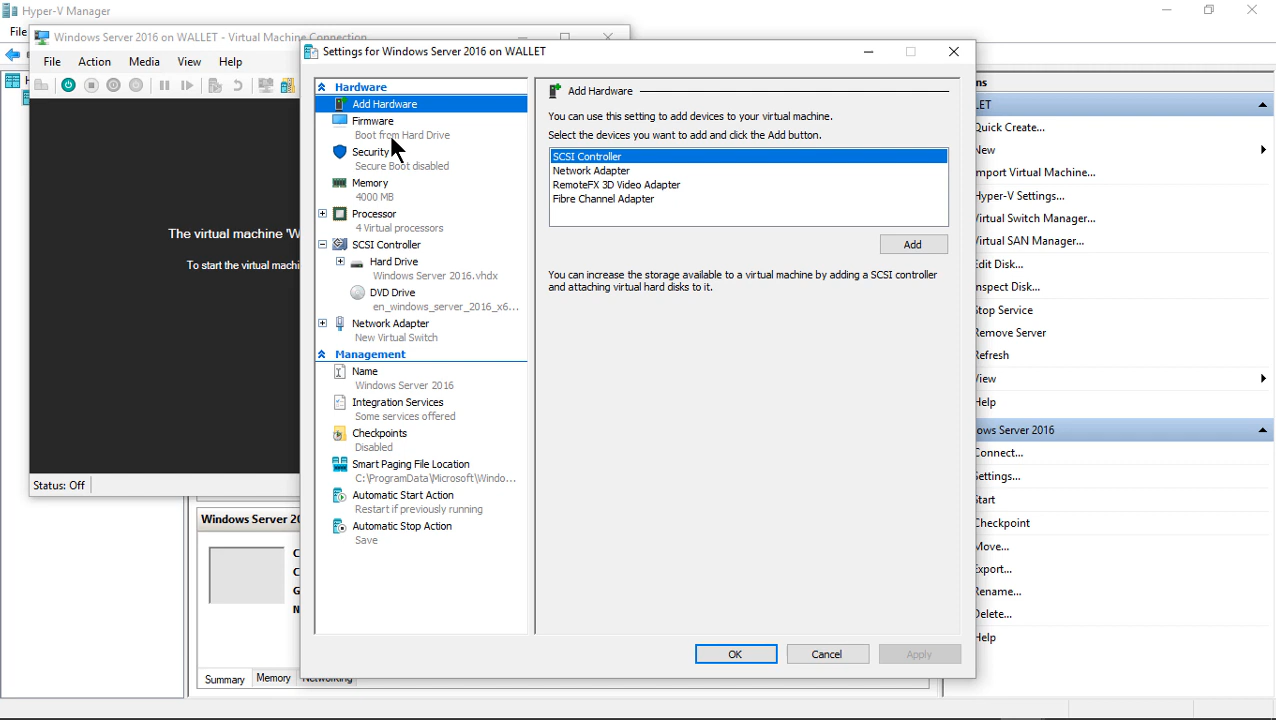 Hyper-V Manager
File
Windows Server 2016 on WALLET - Virtual Machine Connection
File Action Media View Help
The virtual machine 'W
To start the virtual machi
Status: Off
Windows Server 20
Summary Memory Networking
Settings for Windows Server 2016 on WALLET
Hardware
Add Hardware
Firmware
Boot from Hard Drive
Security
Secure Boot disabled
Memory
4000 MB
Processor
4 Virtual processors
SCSI Controller
Hard Drive
Windows Server 2016.vhdx
DVD Drive
en_windows_server_2016_x6...
Network Adapter
New Virtual Switch
Management
Name
Windows Server 2016
Integration Services
Some services offered
Checkpoints
Disabled
Smart Paging File Location
C:\ProgramData\Microsoft\Windo...
Automatic Start Action
Restart if previously running
Automatic Stop Action
Save
Add Hardware
You can use this setting to add devices to your virtual machine.
Select the devices you want to add and click the Add button.
SCSI Controller
Network Adapter
RemoteFX 3D Video Adapter
Fibre Channel Adapter
Add
You can increase the storage available to a virtual machine by adding a SCSI controller
and attaching virtual hard disks to it.
OK Cancel Apply
ns
LET
Quick Create...
New
mport Virtual Machine...
Hyper-V Settings...
Virtual Switch Manager...
Virtual SAN Manager...
Edit Disk...
nspect Disk...
Stop Service
Remove Server
Refresh
View
Help
ows Server 2016
Connect...
Settings...
Start
Checkpoint
Move...
Export...
Rename...
Delete...
Help